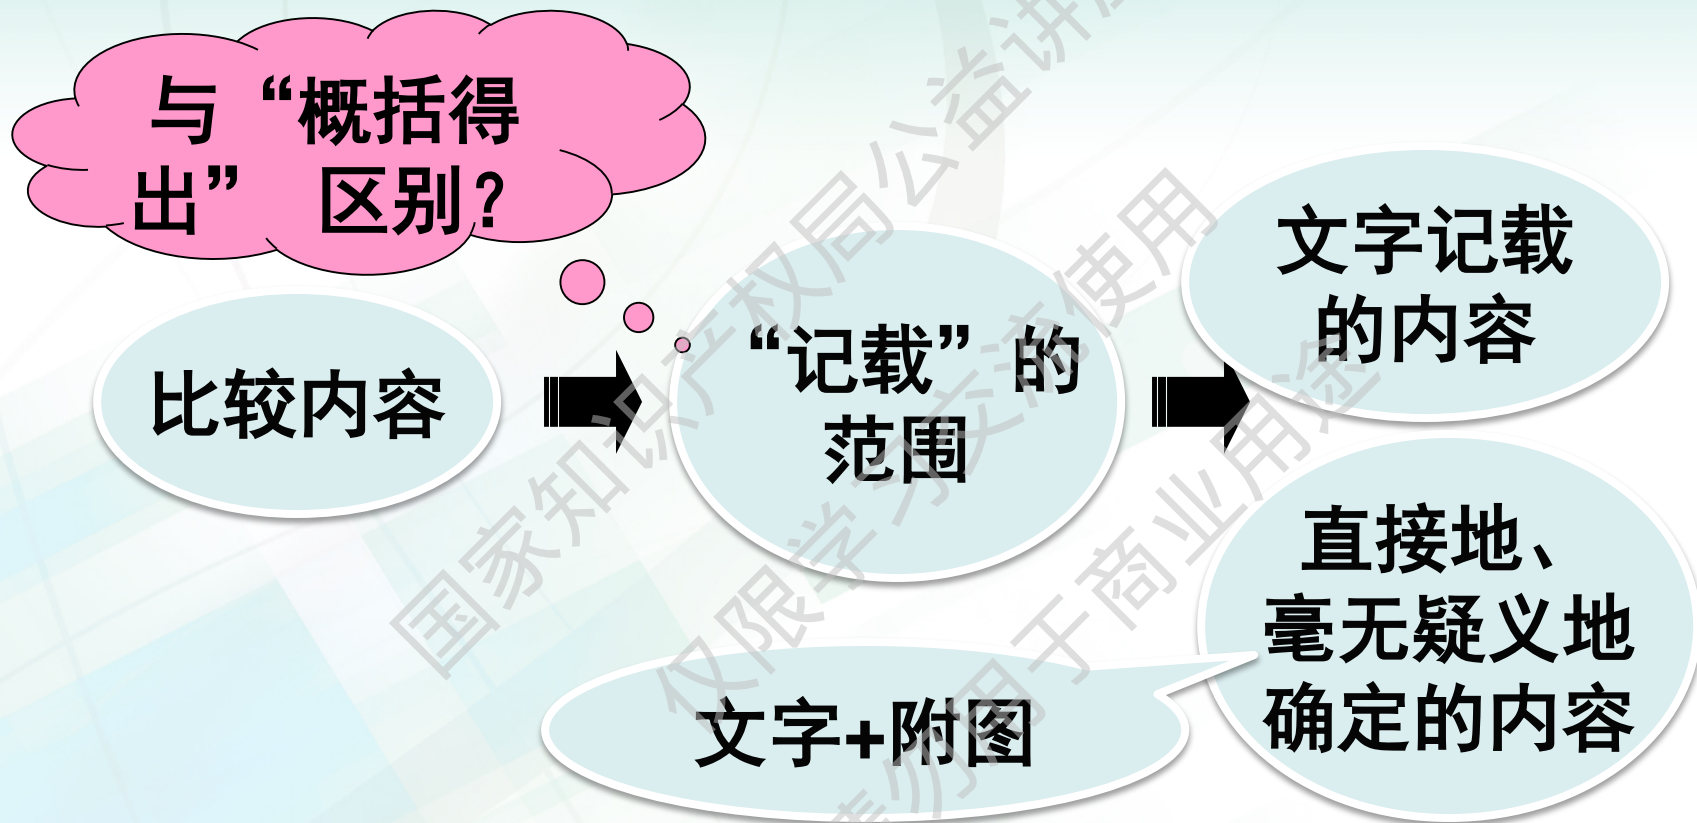 与“概括得
出” 区别？
比较内容
“记载”的
范围
文字记载
的内容
直接地、
毫无疑义地
确定的内容
文字+附图
国家知识产权局公益讲
仅限学习交流使用
请勿用于商业用途